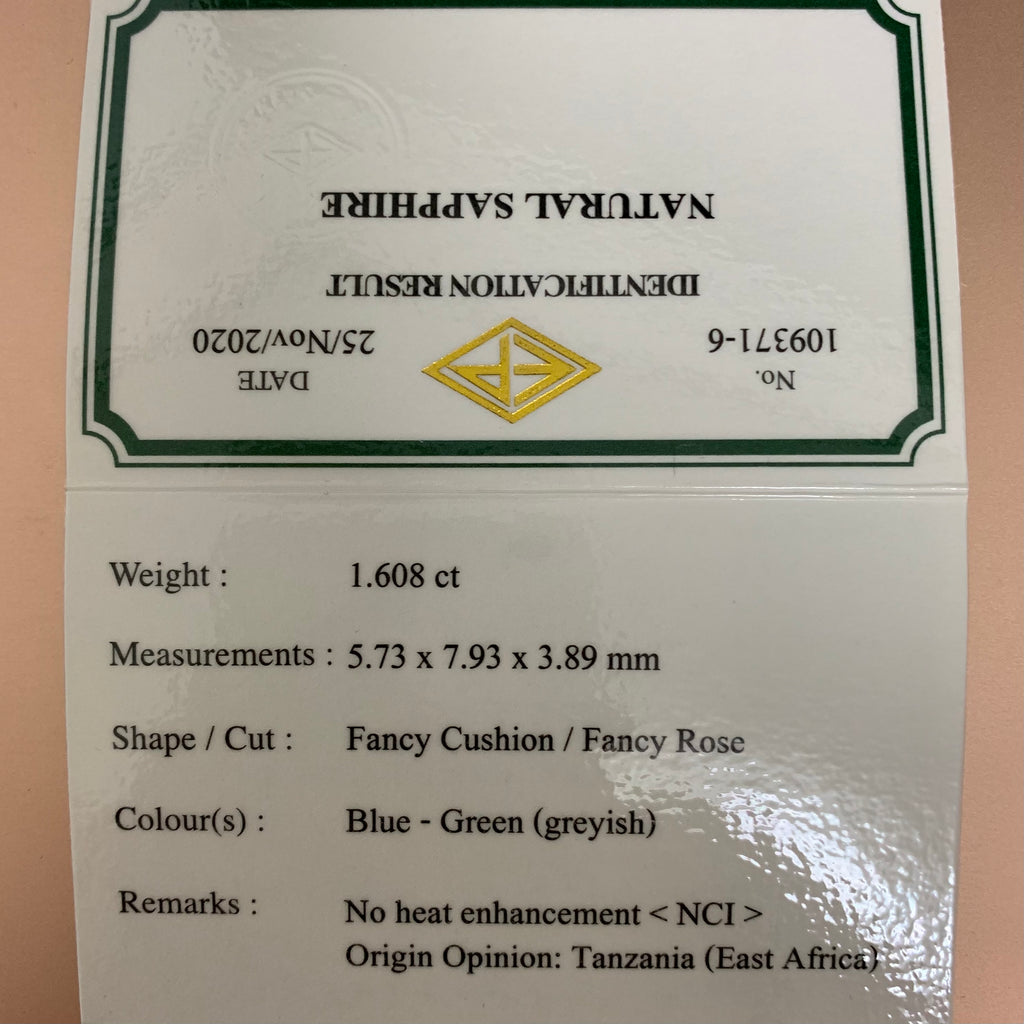 No.
109371-6
DATE
25/Nov/2020
IDENTIFICATION RESULT
NATURAL SAPPHIRE
Weight : 1.608 ct
Measurements : 5.73 x 7.93 x 3.89 mm
Shape / Cut : Fancy Cushion / Fancy Rose
Colour(s) : Blue - Green (greyish)
Remarks : No heat enhancement < NCI >
Origin Opinion: Tanzania (East Africa)